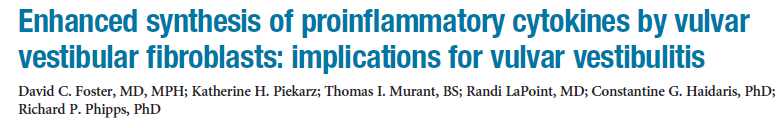 Enhanced synthesis of proinflammatory cytokines by vulvar
vestibular fibroblasts: implications for vulvar vestibulitis
David C. Foster, MD, MPH; Katherine H. Piekarz; Thomas I. Murant, BS; Randi LaPoint, MD; Constantine G. Haidaris, PhD;
Richard P. Phipps, PhD